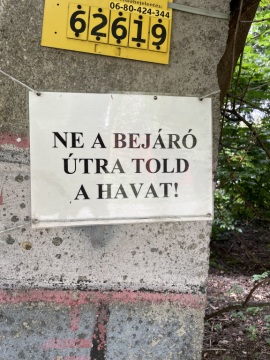 06-80-424-344
62619
NE A BEJÁRÓ
ÚTRA TOLD
A HAVAT!